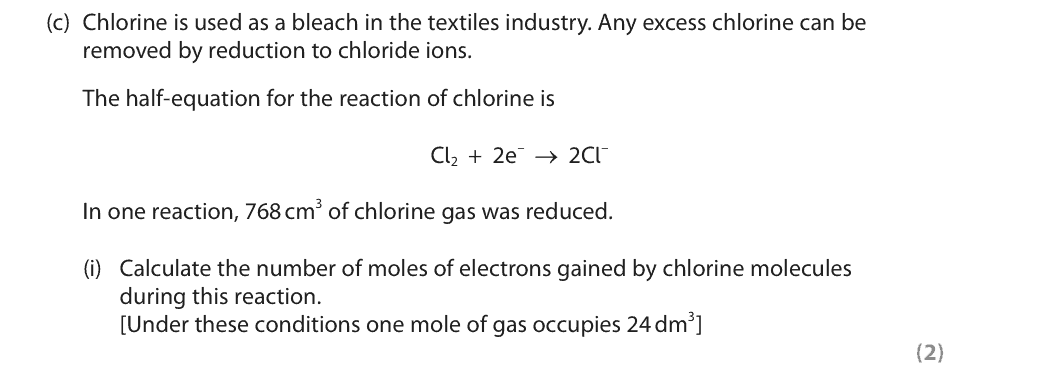 (c) Chlorine is used as a bleach in the textiles industry. Any excess chlorine can be
removed by reduction to chloride ions.
The half-equation for the reaction of chlorine is
Cl₂ + 2e⁻ → 2Cl⁻
In one reaction, 768 cm³ of chlorine gas was reduced.
(i) Calculate the number of moles of electrons gained by chlorine molecules
during this reaction.
[Under these conditions one mole of gas occupies 24 dm³]
(2)